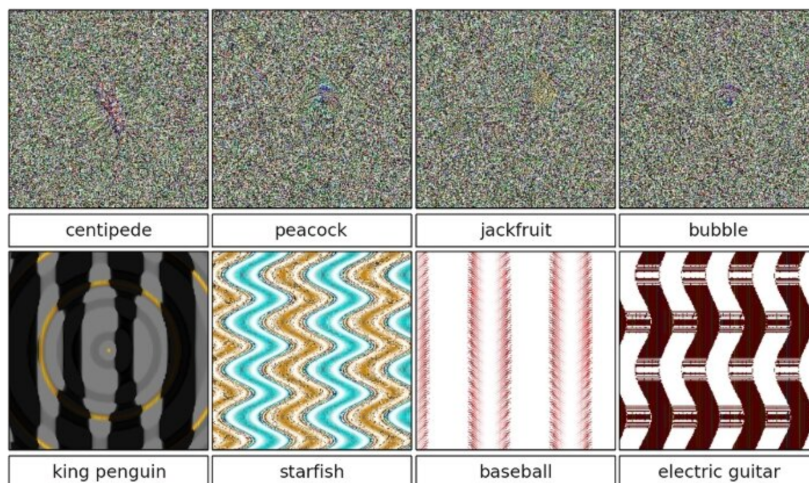 centipede
peacock
jackfruit
bubble
king penguin
starfish
baseball
electric guitar